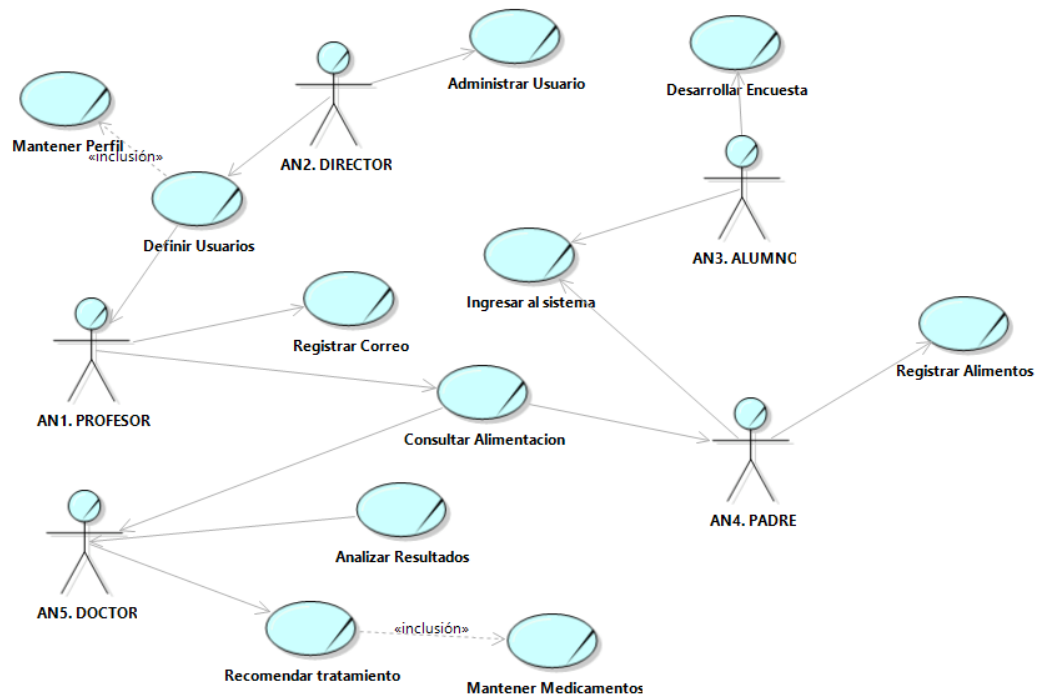 Administrar Usuario
Desarrollar Encuesta
Mantener Perfil
«inclusión»
AN2. DIRECTOR
Definir Usuarios
AN3. ALUMNO
Ingresar al sistema
Registrar Correo
Registrar Alimentos
AN1. PROFESOR
Consultar Alimentacion
AN4. PADRE
Analizar Resultados
AN5. DOCTOR
«inclusión»
Recomendar tratamiento
Mantener Medicamentos